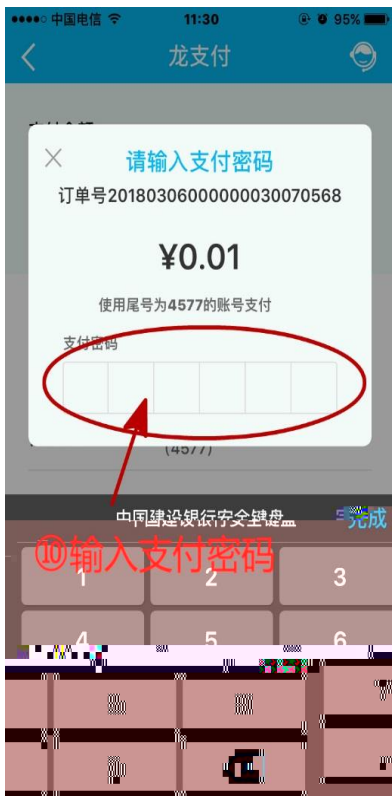 中国电信 11:30 95%
龙支付
请输入支付密码
订单号20180306000000030070568
¥0.01
使用尾号为4577的账号支付
支付密码
(4577)
中国建设银行安全键盘 完成
⑩输入支付密码
1 2 3
4 5 6